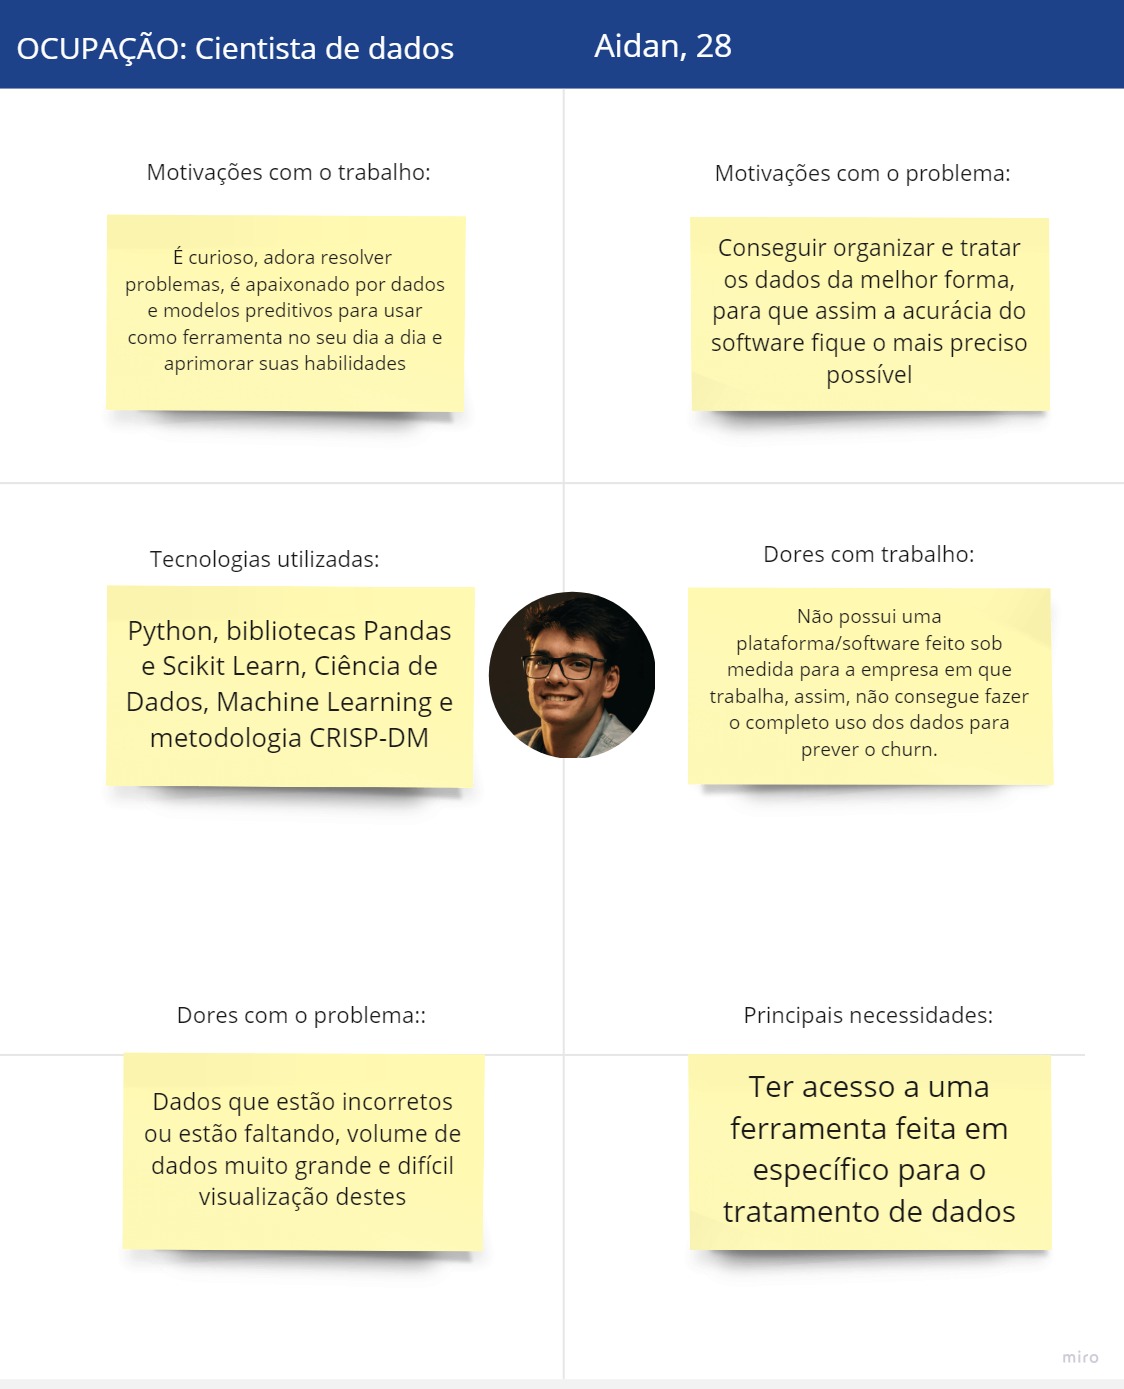 OCUPAÇÃO: Cientista de dados
Aidan, 28
Motivações com o trabalho:
É curioso, adora resolver
problemas, é apaixonado por dados
e modelos preditivos para usar
como ferramenta no seu dia a dia e
aprimorar suas habilidades
Motivações com o problema:
Conseguir organizar e tratar
os dados da melhor forma,
para que assim a acurácia do
software fique o mais preciso
possível
Tecnologias utilizadas:
Python, bibliotecas Pandas
e Scikit Learn, Ciência de
Dados, Machine Learning e
metodologia CRISP-DM
Dores com trabalho:
Não possui uma
plataforma/software feito sob
medida para a empresa em que
trabalha, assim, não consegue fazer
o completo uso dos dados para
prever o churn.
Dores com o problema::
Dados que estão incorretos
ou estão faltando, volume de
dados muito grande e difícil
visualização destes
Principais necessidades:
Ter acesso a uma
ferramenta feita em
específico para o
tratamento de dados
miro